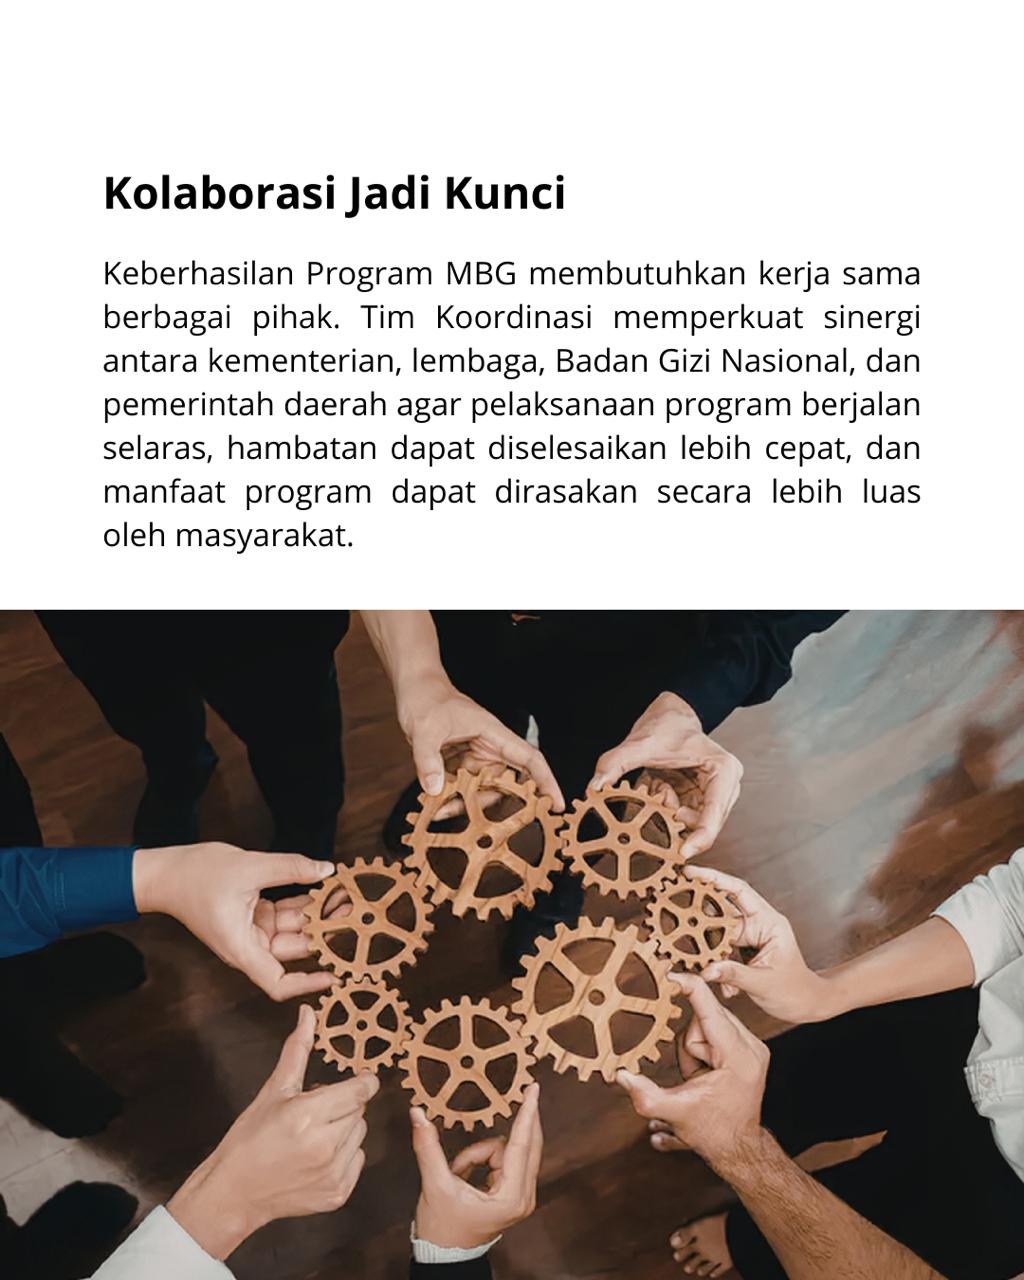 Kolaborasi Jadi Kunci
Keberhasilan Program MBG membutuhkan kerja sama
berbagai pihak. Tim Koordinasi memperkuat sinergi
antara kementerian, lembaga, Badan Gizi Nasional, dan
pemerintah daerah agar pelaksanaan program berjalan
selaras, hambatan dapat diselesaikan lebih cepat, dan
manfaat program dapat dirasakan secara lebih luas
oleh masyarakat.